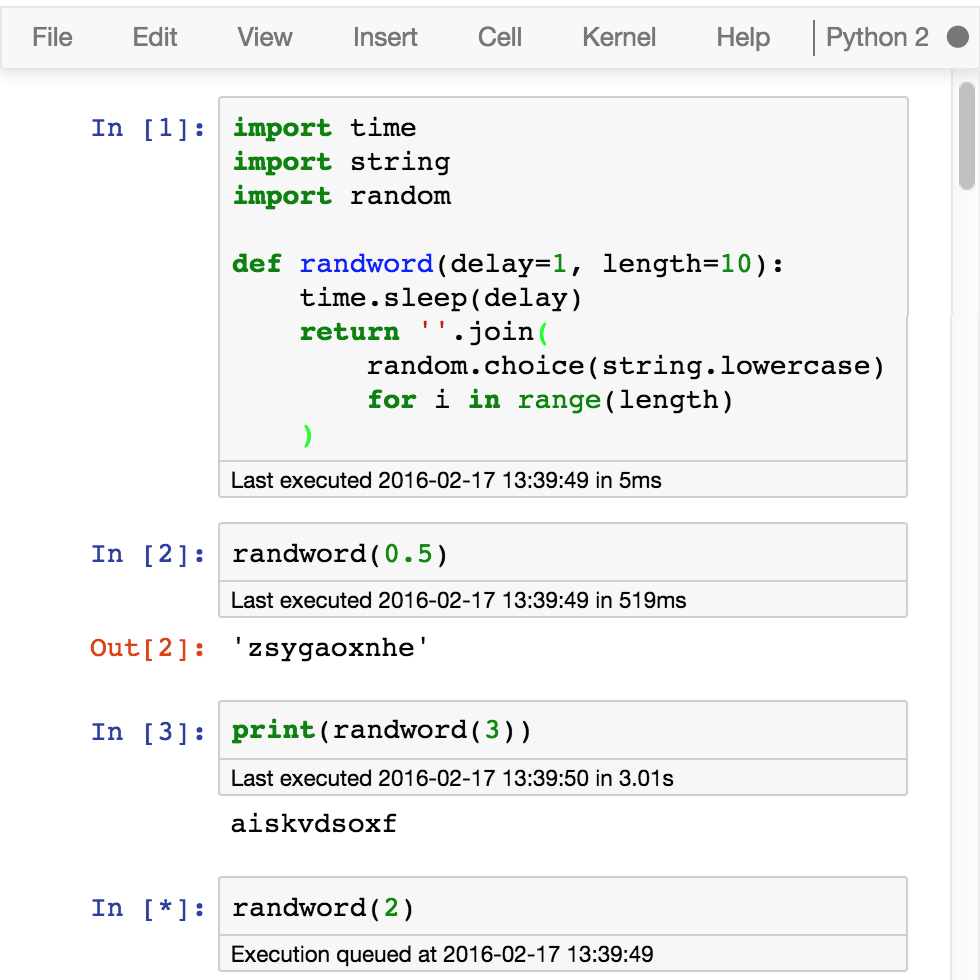 File Edit View Insert Cell Kernel Help Python 2
In [1]: import time
import string
import random
def randword(delay=1, length=10):
    time.sleep(delay)
    return ''.join(
        random.choice(string.lowercase)
        for i in range(length)
    )
Last executed 2016-02-17 13:39:49 in 5ms
In [2]: randword(0.5)
Last executed 2016-02-17 13:39:49 in 519ms
Out[2]: 'zsygaoxnhe'
In [3]: print(randword(3))
Last executed 2016-02-17 13:39:50 in 3.01s
aiskvdsoxf
In [*]: randword(2)
Execution queued at 2016-02-17 13:39:49